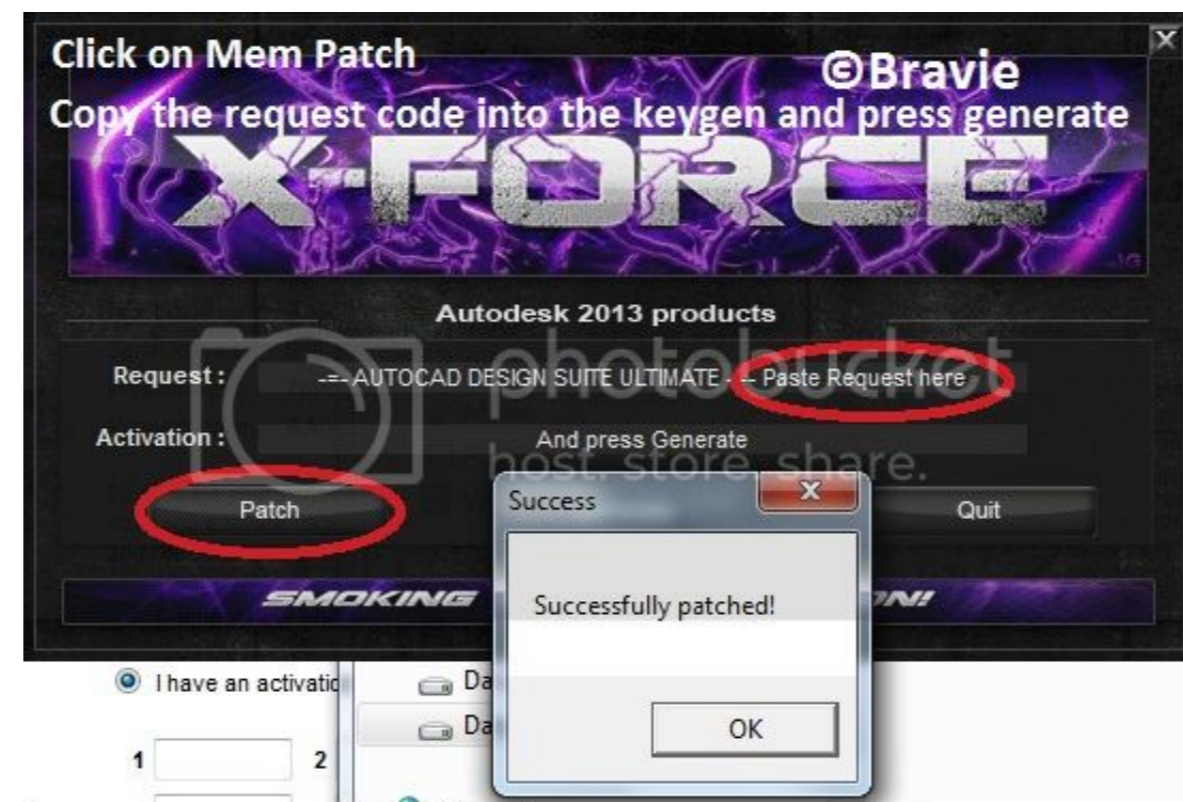 Click on Mem Patch
©Bravie
Copy the request code into the keygen and press generate
X-FORCE
Autodesk 2013 products
photobucket
Request : -=- AUTOCAD DESIGN SUITE ULTIMATE - -- Paste Request here
Activation : And press Generate
host. store. share.
Patch
Success
Quit
SMOKING
Successfully patched!
I have an
Da
Da
OK
1
2